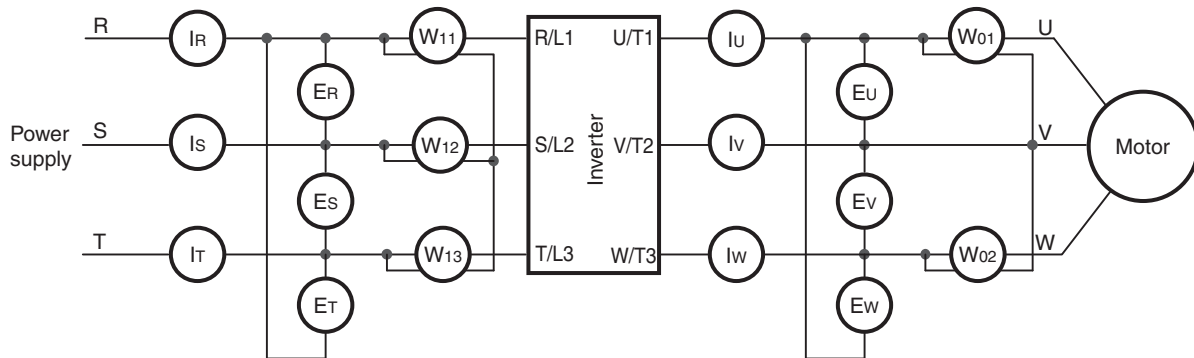 R
IR
W11
R/L1
U/T1
IU
W01
U
ER
EU
Power
supply
S
IS
W12
S/L2
Inverter
V/T2
IV
V
Motor
ES
EV
T
IT
W13
T/L3
W/T3
IW
W02
W
ET
EW